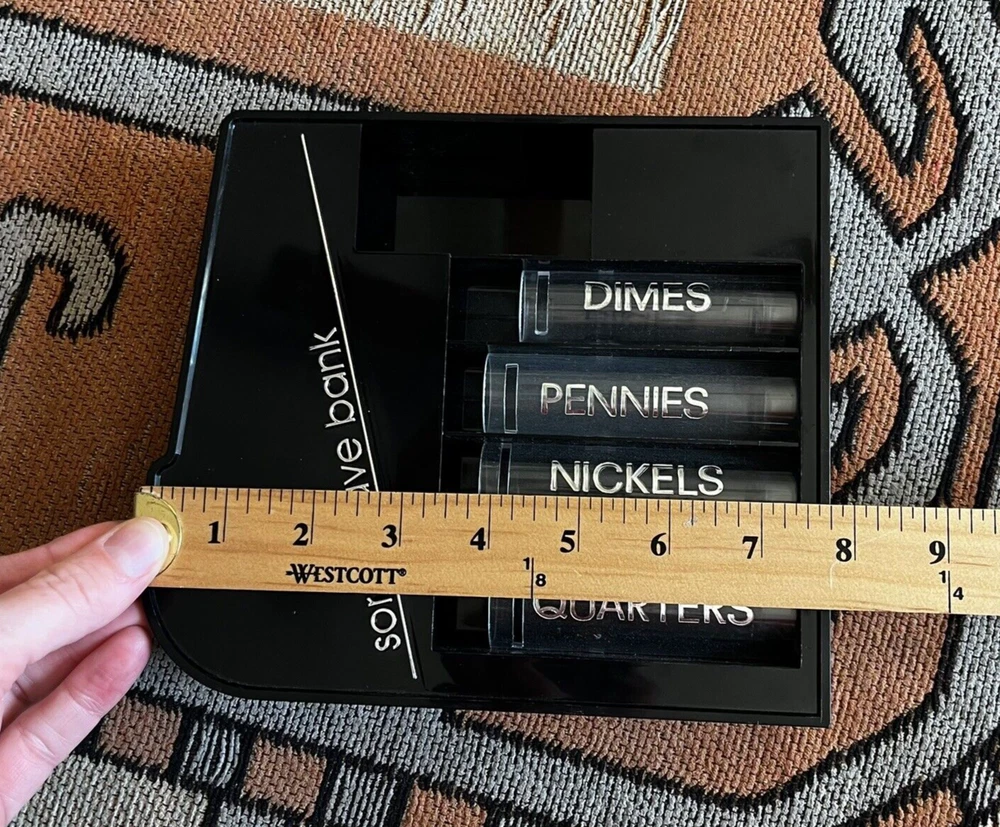 DIMES
PENNIES
NICKELS
QUARTERS
ave bank
1 2 3 4 5 6 7 8 9
WESTCOTT®
1 8
1 4